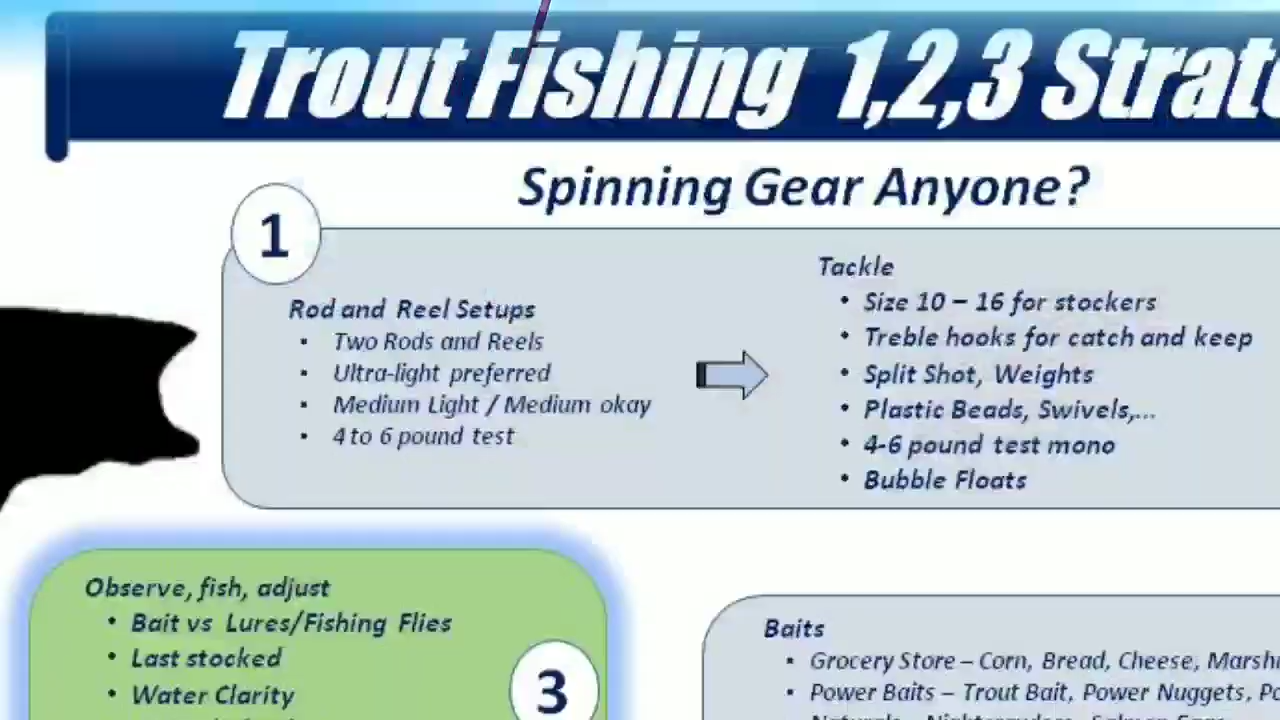 Trout Fishing 1,2,3
Spinning Gear Anyone?
1
Rod and Reel Setups
• Two Rods and Reels
• Ultra-light preferred
• Medium Light / Medium okay
• 4 to 6 pound test
Tackle
• Size 10 – 16 for stockers
• Treble hooks for catch and keep
• Split Shot, Weights
• Plastic Beads, Swivels,...
• 4-6 pound test mono
• Bubble Floats
Observe, fish, adjust
• Bait vs Lures/Fishing Flies
• Last stocked
• Water Clarity
3
Baits
• Grocery Store – Corn, Bread, Cheese,
• Power Baits – Trout Bait, Power Nuggets,